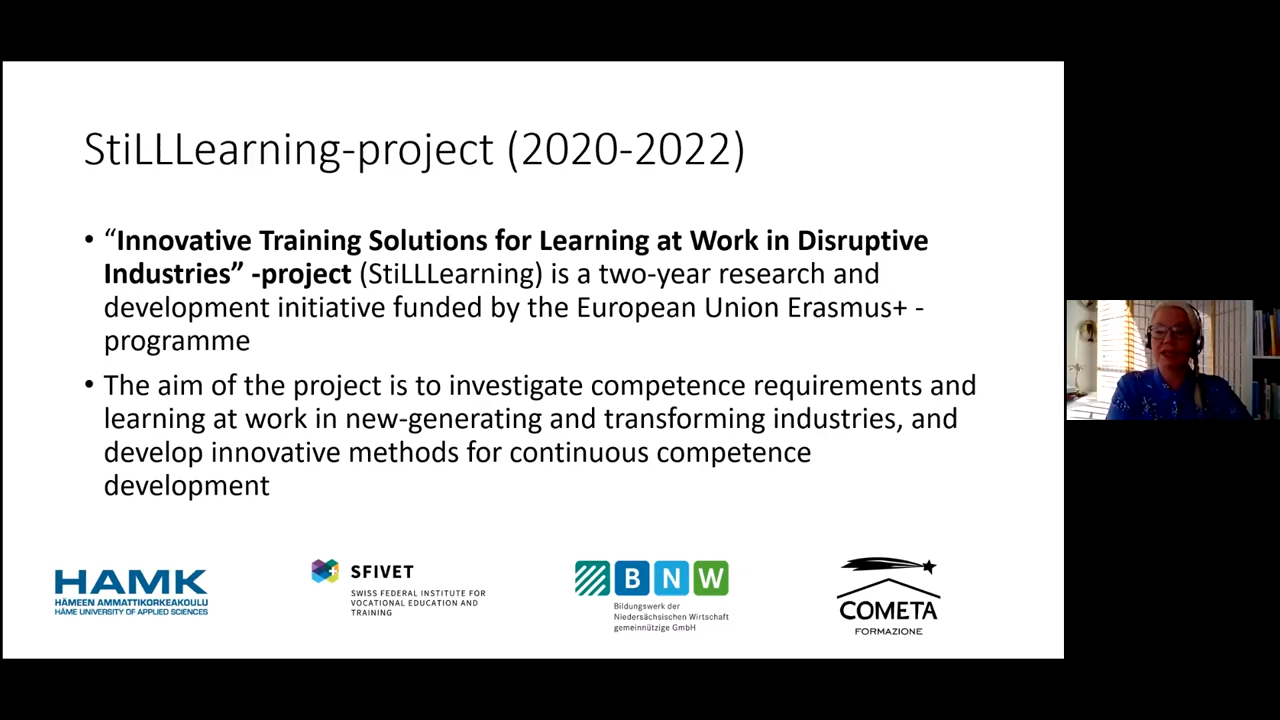 StiLLLearning-project (2020-2022)
• “Innovative Training Solutions for Learning at Work in Disruptive
Industries” -project (StiLLLearning) is a two-year research and
development initiative funded by the European Union Erasmus+ -
programme
• The aim of the project is to investigate competence requirements and
learning at work in new-generating and transforming industries, and
develop innovative methods for continuous competence
development
HAMK
HÄMEEN AMMATTIKORKEAKOULU
HÄME UNIVERSITY OF APPLIED SCIENCES
SFIVET
SWISS FEDERAL INSTITUTE FOR
VOCATIONAL EDUCATION AND
TRAINING
BNW
Bildungswerk der
Niedersächsischen Wirtschaft
gemeinnützige GmbH
COMETA
FORMAZIONE